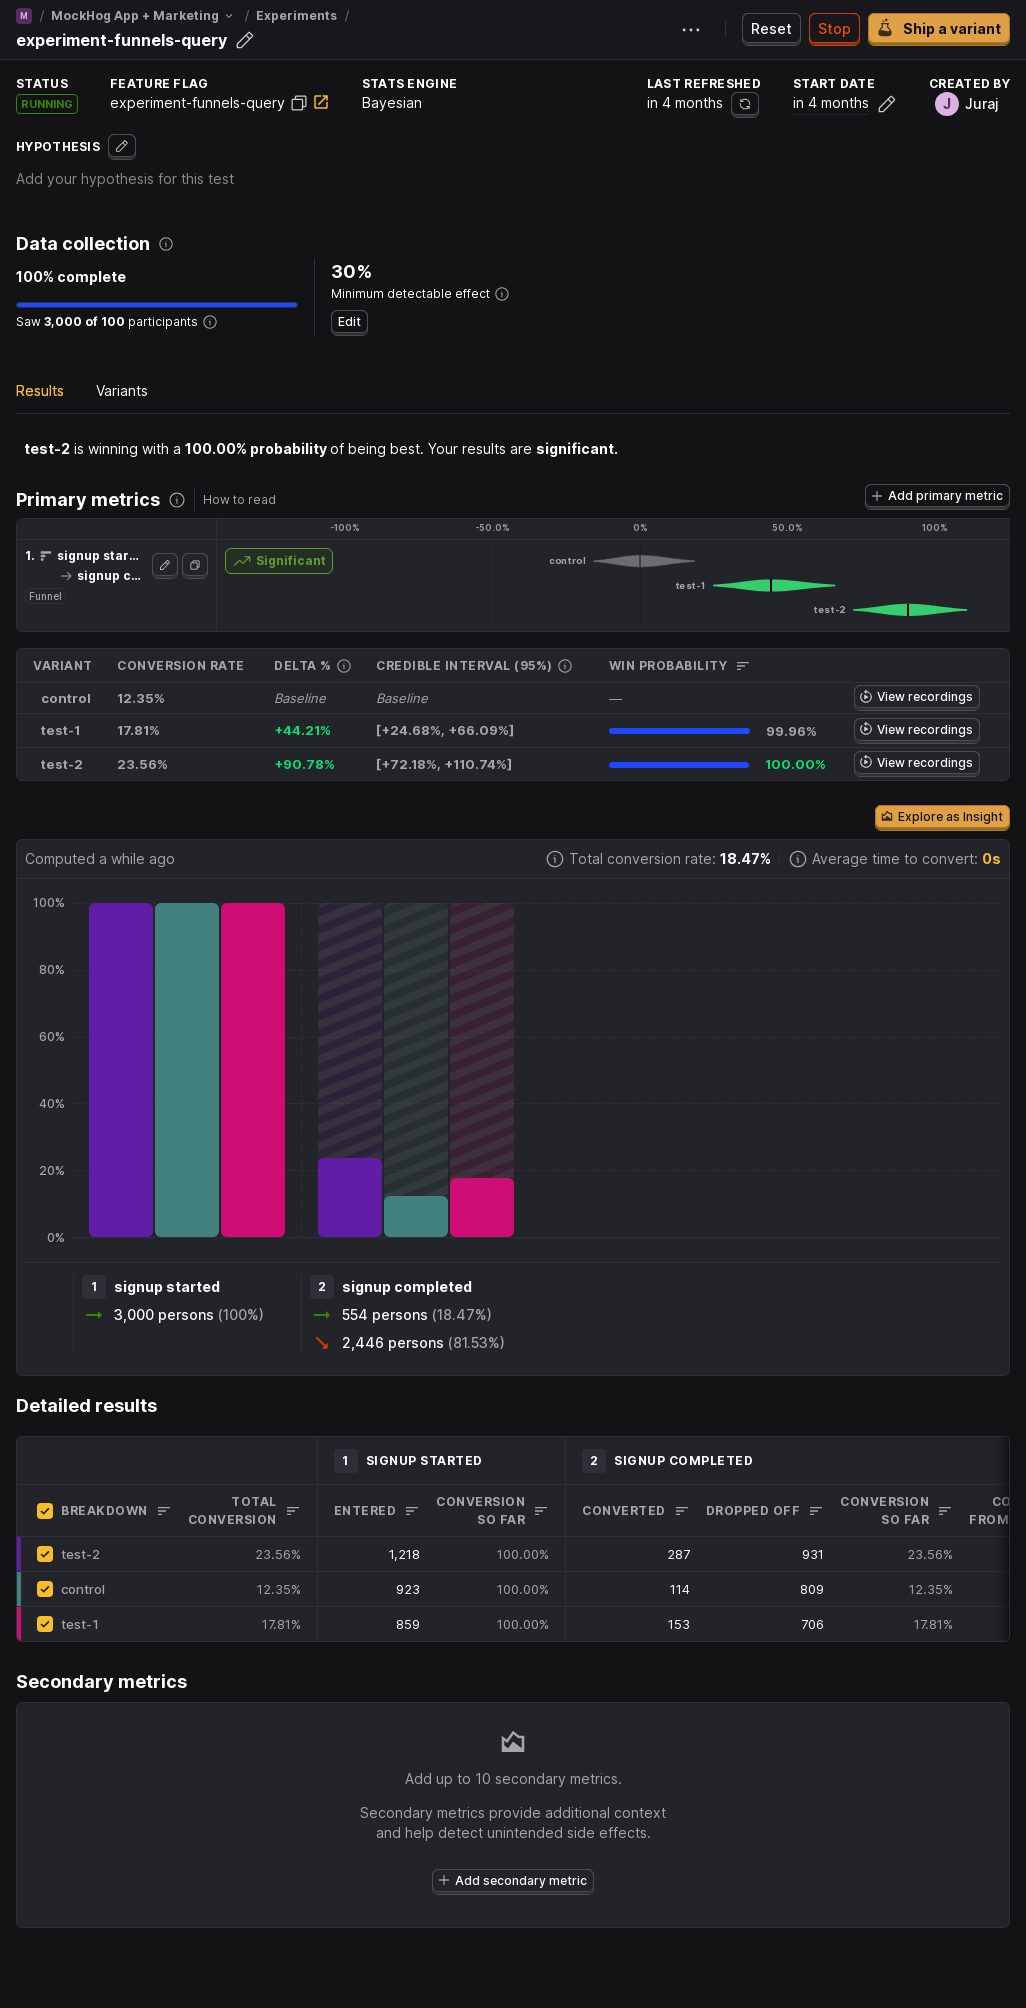 M / MockHog App + Marketing / Experiments /
experiment-funnels-query
Reset Stop Ship a variant
STATUS FEATURE FLAG STATS ENGINE LAST REFRESHED START DATE CREATED BY
RUNNING experiment-funnels-query Bayesian in 4 months in 4 months J Juraj
HYPOTHESIS
Add your hypothesis for this test
Data collection
100% complete
Saw 3,000 of 100 participants
30%
Minimum detectable effect
Edit
Results Variants
test-2 is winning with a 100.00% probability of being best. Your results are significant.
Primary metrics How to read Add primary metric
-100% -50.0% 0% 50.0% 100%
1. signup star…
signup c…
Funnel
Significant
control
test-1
test-2
VARIANT CONVERSION RATE DELTA % CREDIBLE INTERVAL (95%) WIN PROBABILITY
control 12.35% Baseline Baseline — View recordings
test-1 17.81% +44.21% [+24.68%, +66.09%] 99.96% View recordings
test-2 23.56% +90.78% [+72.18%, +110.74%] 100.00% View recordings
Explore as Insight
Computed a while ago Total conversion rate: 18.47% Average time to convert: 0s
100%
80%
60%
40%
20%
0%
1 signup started
3,000 persons (100%)
2 signup completed
554 persons (18.47%)
2,446 persons (81.53%)
Detailed results
1 SIGNUP STARTED 2 SIGNUP COMPLETED
BREAKDOWN TOTAL CONVERSION ENTERED CONVERSION SO FAR CONVERTED DROPPED OFF CONVERSION SO FAR CO FROM
test-2 23.56% 1,218 100.00% 287 931 23.56%
control 12.35% 923 100.00% 114 809 12.35%
test-1 17.81% 859 100.00% 153 706 17.81%
Secondary metrics
Add up to 10 secondary metrics.
Secondary metrics provide additional context
and help detect unintended side effects.
Add secondary metric